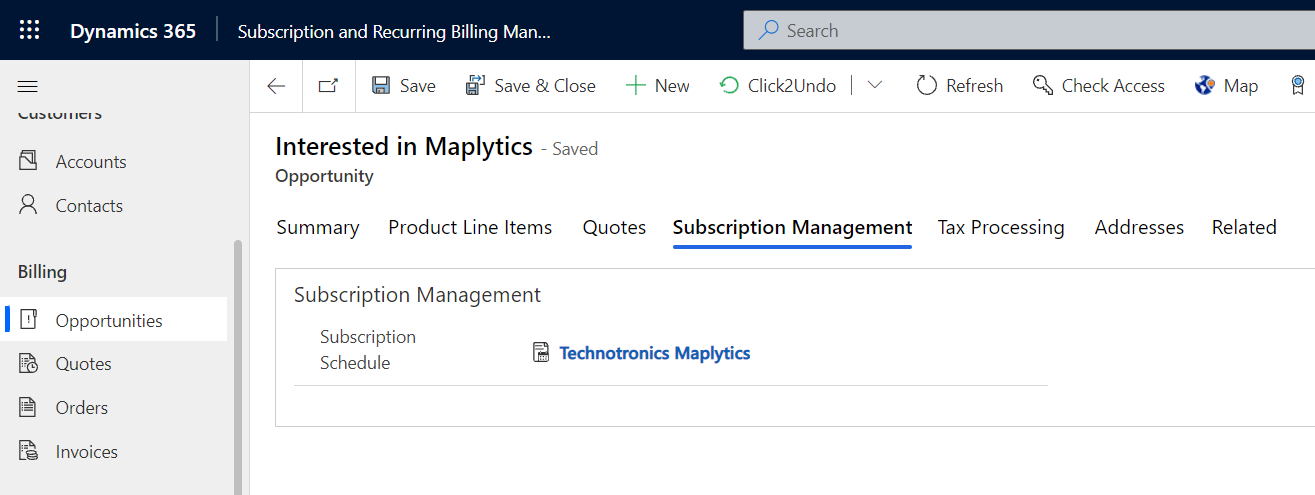 Dynamics 365
Subscription and Recurring Billing Man...
Search
Customers
Accounts
Contacts
Billing
Opportunities
Quotes
Orders
Invoices
Save
Save & Close
New
Click2Undo
Refresh
Check Access
Map
Interested in Maplytics - Saved
Opportunity
Summary
Product Line Items
Quotes
Subscription Management
Tax Processing
Addresses
Related
Subscription Management
Subscription
Schedule
Technotronics Maplytics